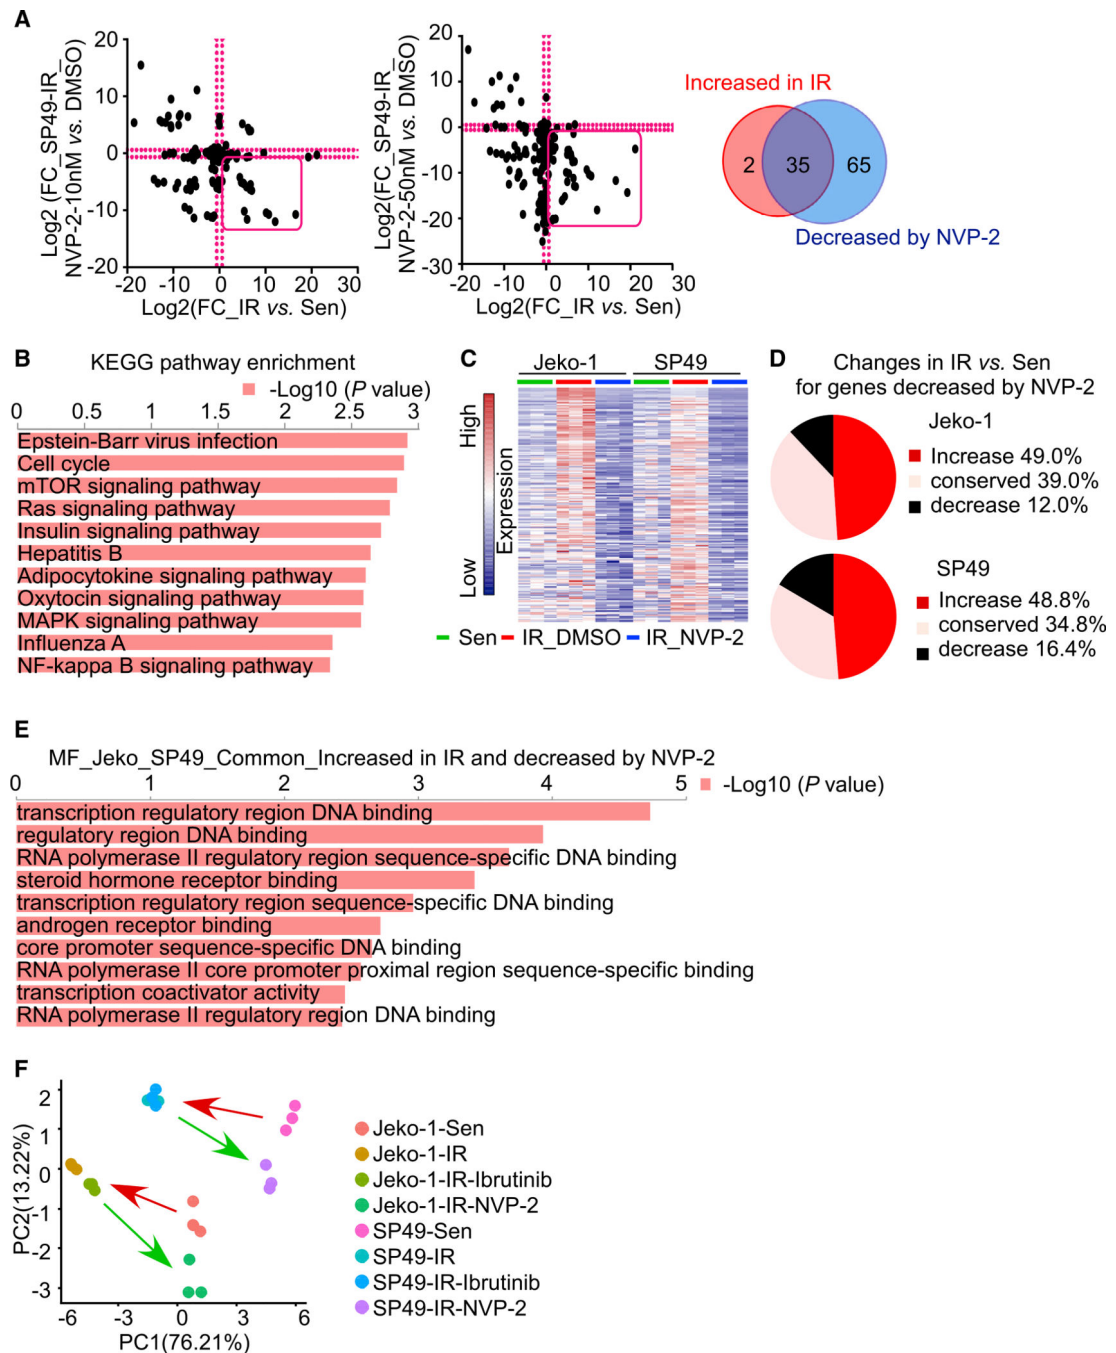 A
Log2 (FC_SP49-IR_
NVP-2-10nM vs. DMSO)
20
10
0
-10
-20
-20 -10 0 10 20 30
Log2(FC_IR vs. Sen)
Log2(FC_SP49-IR_
NVP-2-50nM vs. DMSO)
20
10
0
-10
-20
-30
-20 -10 0 10 20 30
Log2(FC_IR vs. Sen)
Increased in IR
2 35 65
Decreased by NVP-2
B
KEGG pathway enrichment
-Log10 (P value)
0 0.5 1 1.5 2 2.5 3
Epstein-Barr virus infection
Cell cycle
mTOR signaling pathway
Ras signaling pathway
Insulin signaling pathway
Hepatitis B
Adipocytokine signaling pathway
Oxytocin signaling pathway
MAPK signaling pathway
Influenza A
NF-kappa B signaling pathway
C
Jeko-1 SP49
High
Low
Expression
Sen IR_DMSO IR_NVP-2
D
Changes in IR vs. Sen
for genes decreased by NVP-2
Jeko-1
Increase 49.0%
conserved 39.0%
decrease 12.0%
SP49
Increase 48.8%
conserved 34.8%
decrease 16.4%
E
MF_Jeko_SP49_Common_Increased in IR and decreased by NVP-2
0 1 2 3 4 5
-Log10 (P value)
transcription regulatory region DNA binding
regulatory region DNA binding
RNA polymerase II regulatory region sequence-specific DNA binding
steroid hormone receptor binding
transcription regulatory region sequence-specific DNA binding
androgen receptor binding
core promoter sequence-specific DNA binding
RNA polymerase II core promoter proximal region sequence-specific binding
transcription coactivator activity
RNA polymerase II regulatory region DNA binding
F
PC2(13.22%)
2
1
0
-1
-2
-3
-6 -3 0 3 6
PC1(76.21%)
Jeko-1-Sen
Jeko-1-IR
Jeko-1-IR-Ibrutinib
Jeko-1-IR-NVP-2
SP49-Sen
SP49-IR
SP49-IR-Ibrutinib
SP49-IR-NVP-2